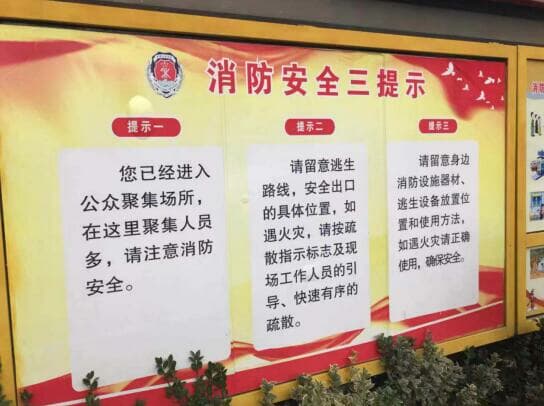 消防安全三提示
提示一
您已经进入
公众聚集场所，
在这里聚集人员
多，请注意消防
安全。
提示二
请留意逃生
路线，安全出口
的具体位置，如
遇火灾，请按疏
散指示标志及现
场工作人员的引
导、快速有序的
疏散。
提示三
请留意身边
消防设施器材、
逃生设备放置位
置和使用方法，
如遇火灾请正确
使用，确保安全。